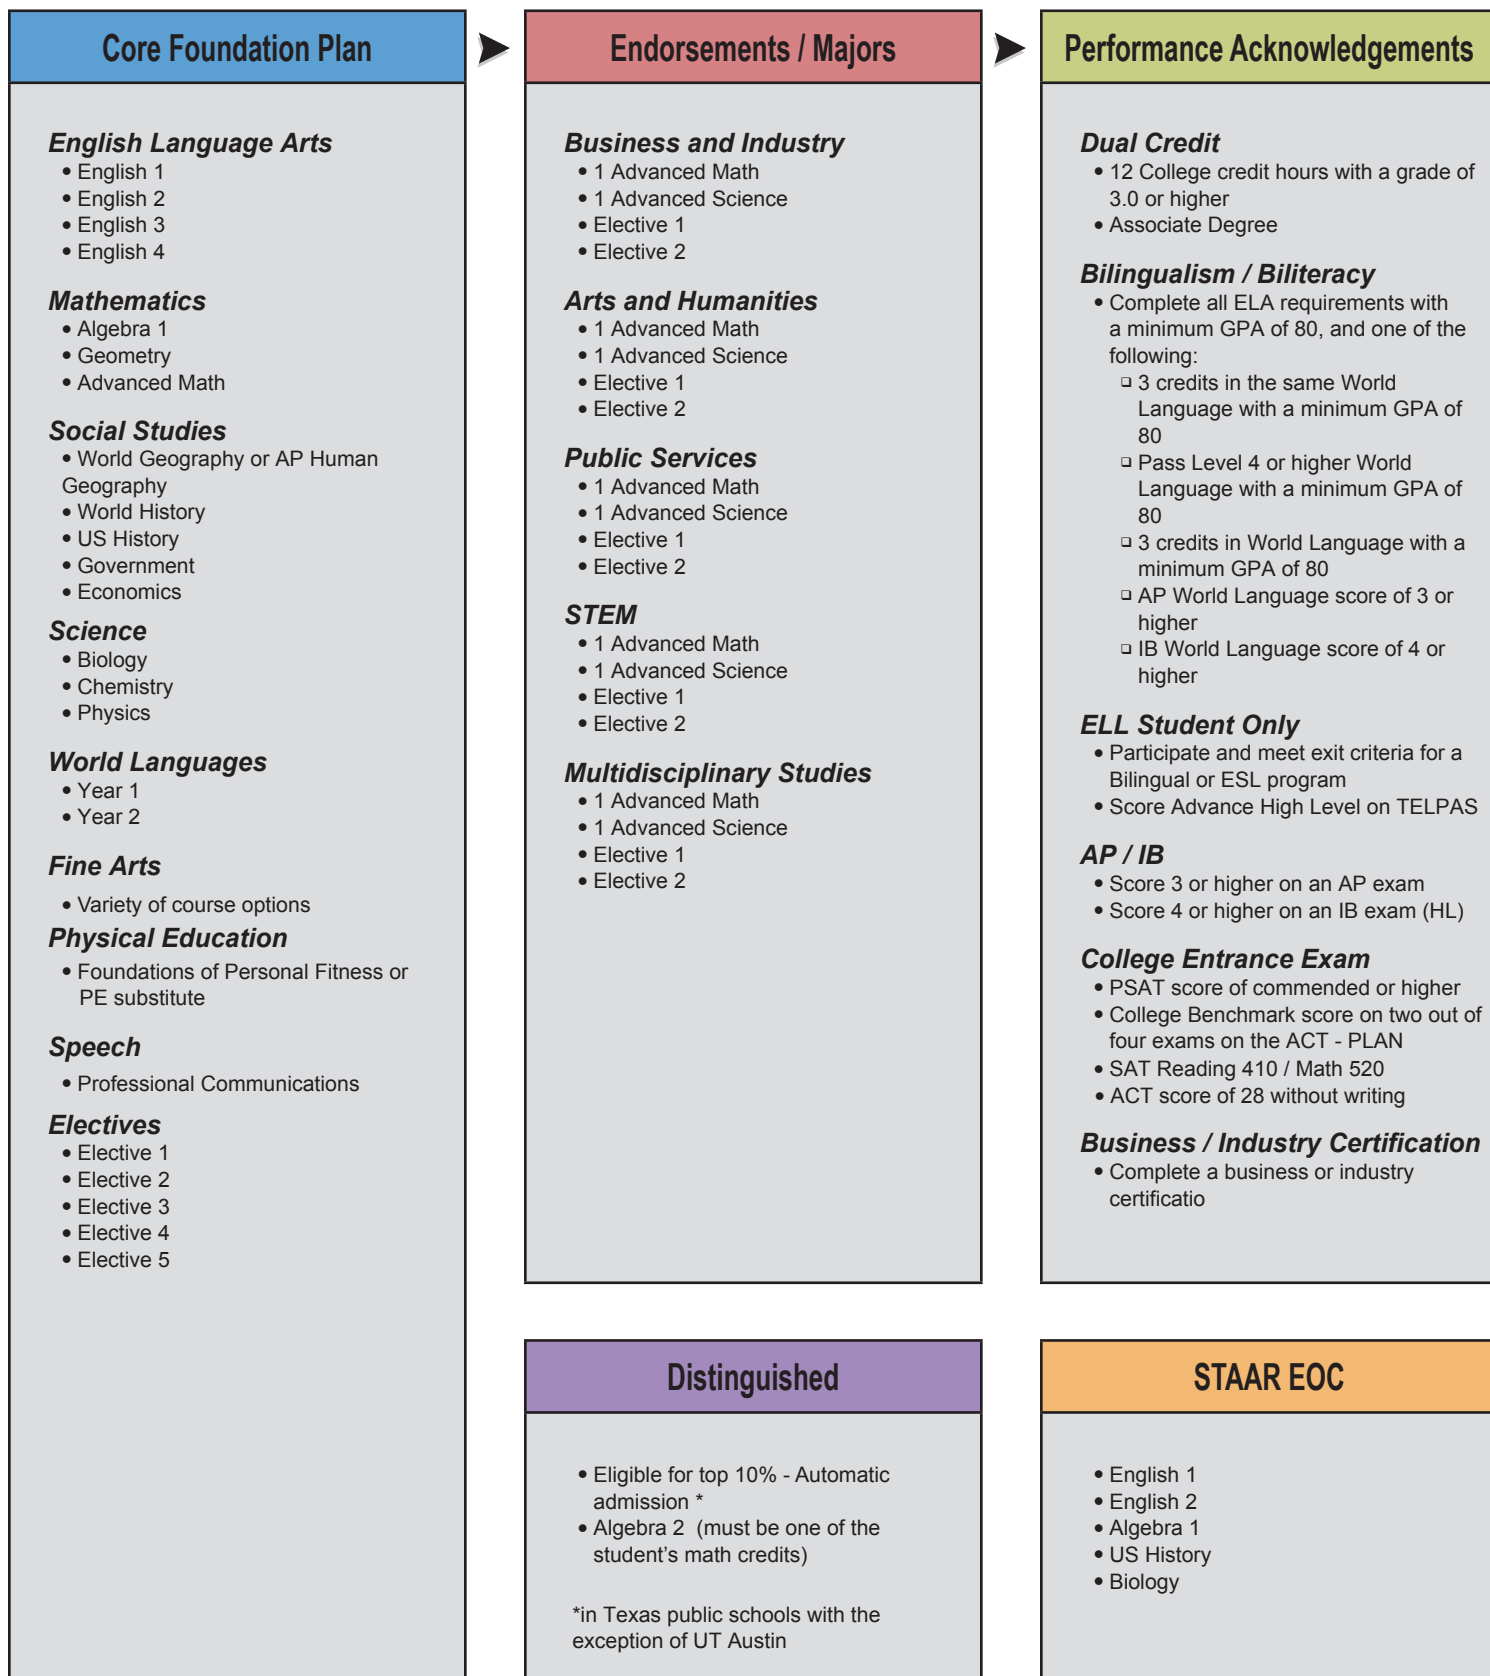 Core Foundation Plan
English Language Arts
• English 1
• English 2
• English 3
• English 4
Mathematics
• Algebra 1
• Geometry
• Advanced Math
Social Studies
• World Geography or AP Human
Geography
• World History
• US History
• Government
• Economics
Science
• Biology
• Chemistry
• Physics
World Languages
• Year 1
• Year 2
Fine Arts
• Variety of course options
Physical Education
• Foundations of Personal Fitness or
PE substitute
Speech
• Professional Communications
Electives
• Elective 1
• Elective 2
• Elective 3
• Elective 4
• Elective 5
Endorsements / Majors
Business and Industry
• 1 Advanced Math
• 1 Advanced Science
• Elective 1
• Elective 2
Arts and Humanities
• 1 Advanced Math
• 1 Advanced Science
• Elective 1
• Elective 2
Public Services
• 1 Advanced Math
• 1 Advanced Science
• Elective 1
• Elective 2
STEM
• 1 Advanced Math
• 1 Advanced Science
• Elective 1
• Elective 2
Multidisciplinary Studies
• 1 Advanced Math
• 1 Advanced Science
• Elective 1
• Elective 2
Performance Acknowledgements
Dual Credit
• 12 College credit hours with a grade of
3.0 or higher
• Associate Degree
Bilingualism / Biliteracy
• Complete all ELA requirements with
a minimum GPA of 80, and one of the
following:
❑ 3 credits in the same World
Language with a minimum GPA of
80
❑ Pass Level 4 or higher World
Language with a minimum GPA of
80
❑ 3 credits in World Language with a
minimum GPA of 80
❑ AP World Language score of 3 or
higher
❑ IB World Language score of 4 or
higher
ELL Student Only
• Participate and meet exit criteria for a
Bilingual or ESL program
• Score Advance High Level on TELPAS
AP / IB
• Score 3 or higher on an AP exam
• Score 4 or higher on an IB exam (HL)
College Entrance Exam
• PSAT score of commended or higher
• College Benchmark score on two out of
four exams on the ACT - PLAN
• SAT Reading 410 / Math 520
• ACT score of 28 without writing
Business / Industry Certification
• Complete a business or industry
certificatio
Distinguished
• Eligible for top 10% - Automatic
admission *
• Algebra 2 (must be one of the
student's math credits)
*in Texas public schools with the
exception of UT Austin
STAAR EOC
• English 1
• English 2
• Algebra 1
• US History
• Biology